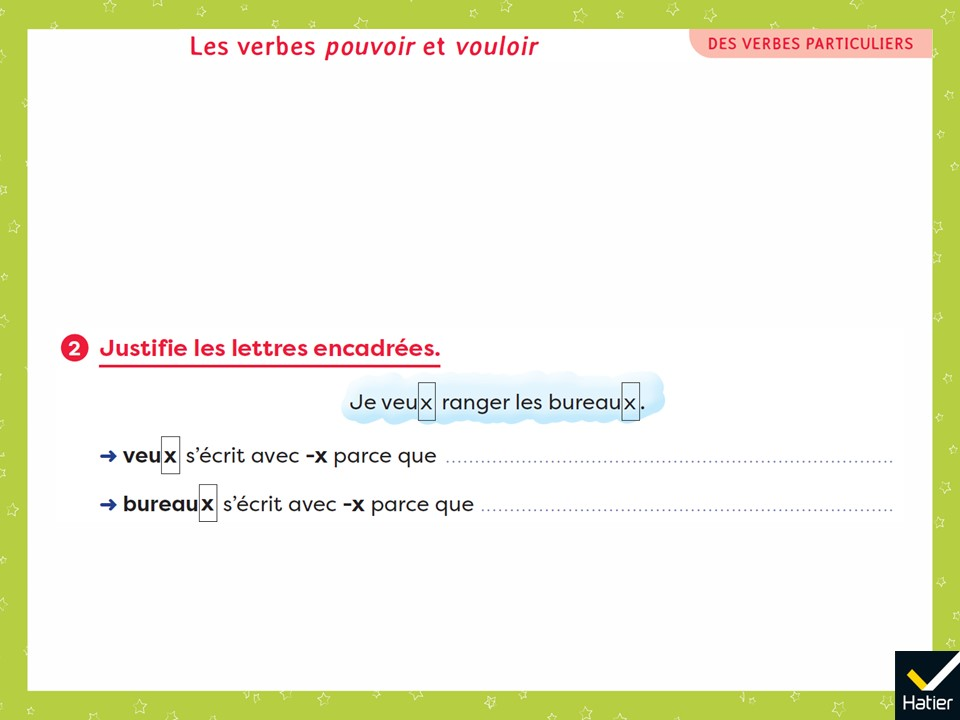 Les verbes pouvoir et vouloir
DES VERBES PARTICULIERS
2 Justifie les lettres encadrées.
Je veux ranger les bureaux.
➜ veux s’écrit avec -x parce que ................................................
➜ bureaux s’écrit avec -x parce que ................................................
Hatier